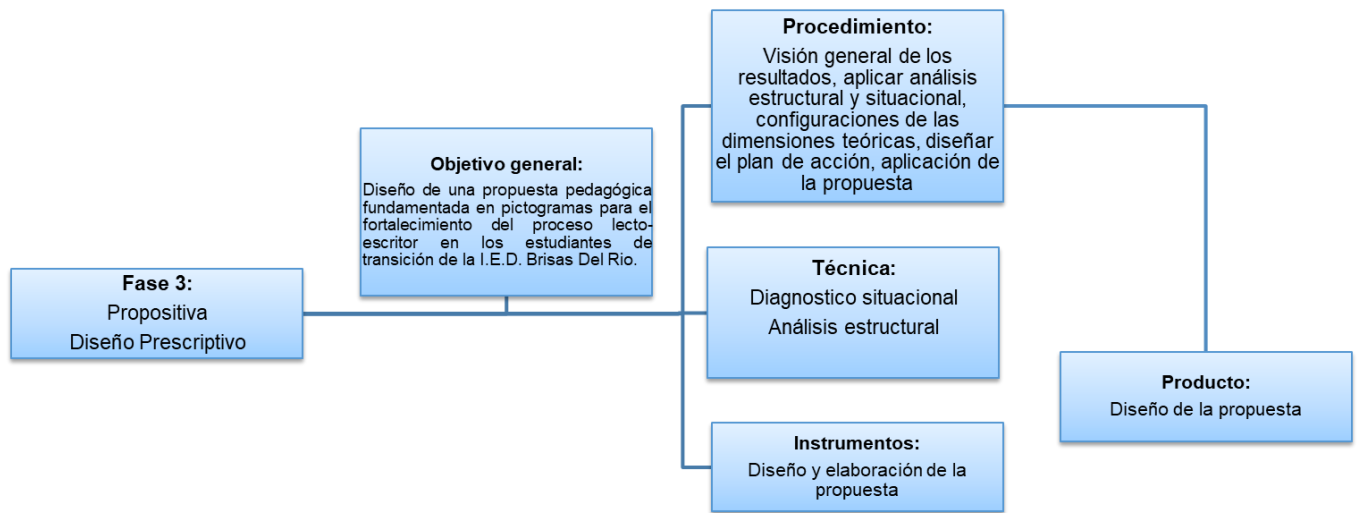 Fase 3:
Propositiva
Diseño Prescriptivo
Objetivo general:
Diseño de una propuesta pedagógica
fundamentada en pictogramas para el
fortalecimiento del proceso lecto-
escritor en los estudiantes de
transición de la I.E.D. Brisas Del Rio.
Procedimiento:
Visión general de los
resultados, aplicar análisis
estructural y situacional,
configuraciones de las
dimensiones teóricas, diseñar
el plan de acción, aplicación de
la propuesta
Técnica:
Diagnostico situacional
Análisis estructural
Instrumentos:
Diseño y elaboración de la
propuesta
Producto:
Diseño de la propuesta